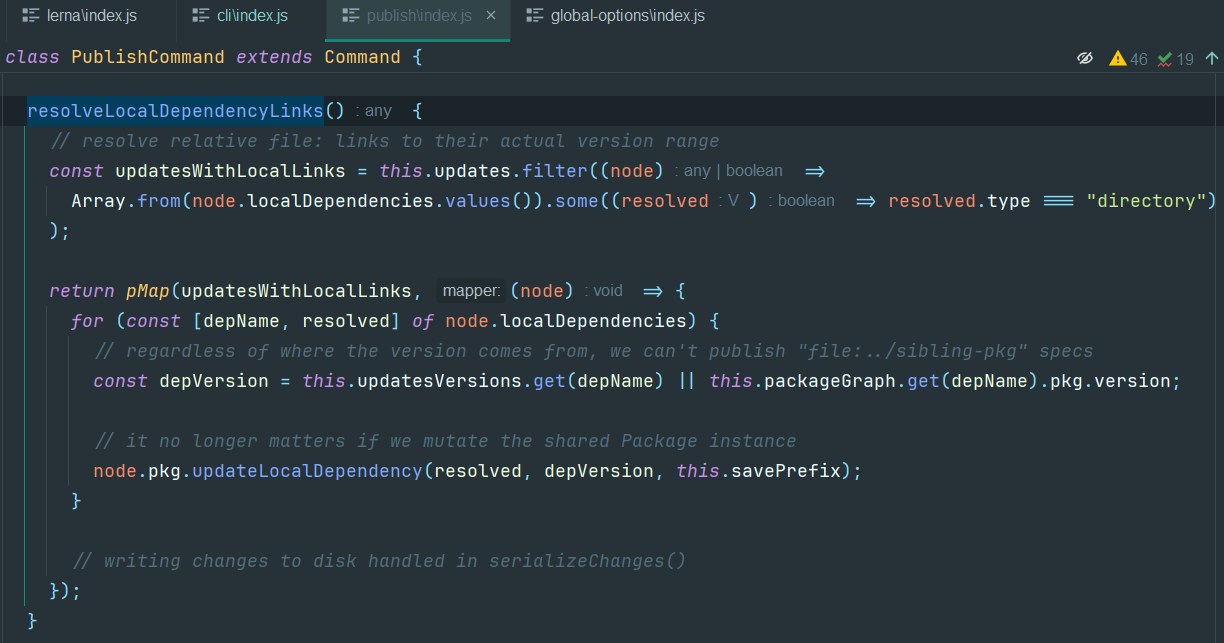 lerna\index.js cli\index.js publish\index.js × global-options\index.js
class PublishCommand extends Command { 46 19
resolveLocalDependencyLinks() : any {
// resolve relative file: links to their actual version range
const updatesWithLocalLinks = this.updates.filter((node) : any | boolean =>
Array.from(node.localDependencies.values()).some((resolved : V ) : boolean => resolved.type === "directory")
);
return pMap(updatesWithLocalLinks, mapper: (node) : void => {
for (const [depName, resolved] of node.localDependencies) {
// regardless of where the version comes from, we can't publish "file:../sibling-pkg" specs
const depVersion = this.updatesVersions.get(depName) || this.packageGraph.get(depName).pkg.version;
// it no longer matters if we mutate the shared Package instance
node.pkg.updateLocalDependency(resolved, depVersion, this.savePrefix);
}
// writing changes to disk handled in serializeChanges()
});
}